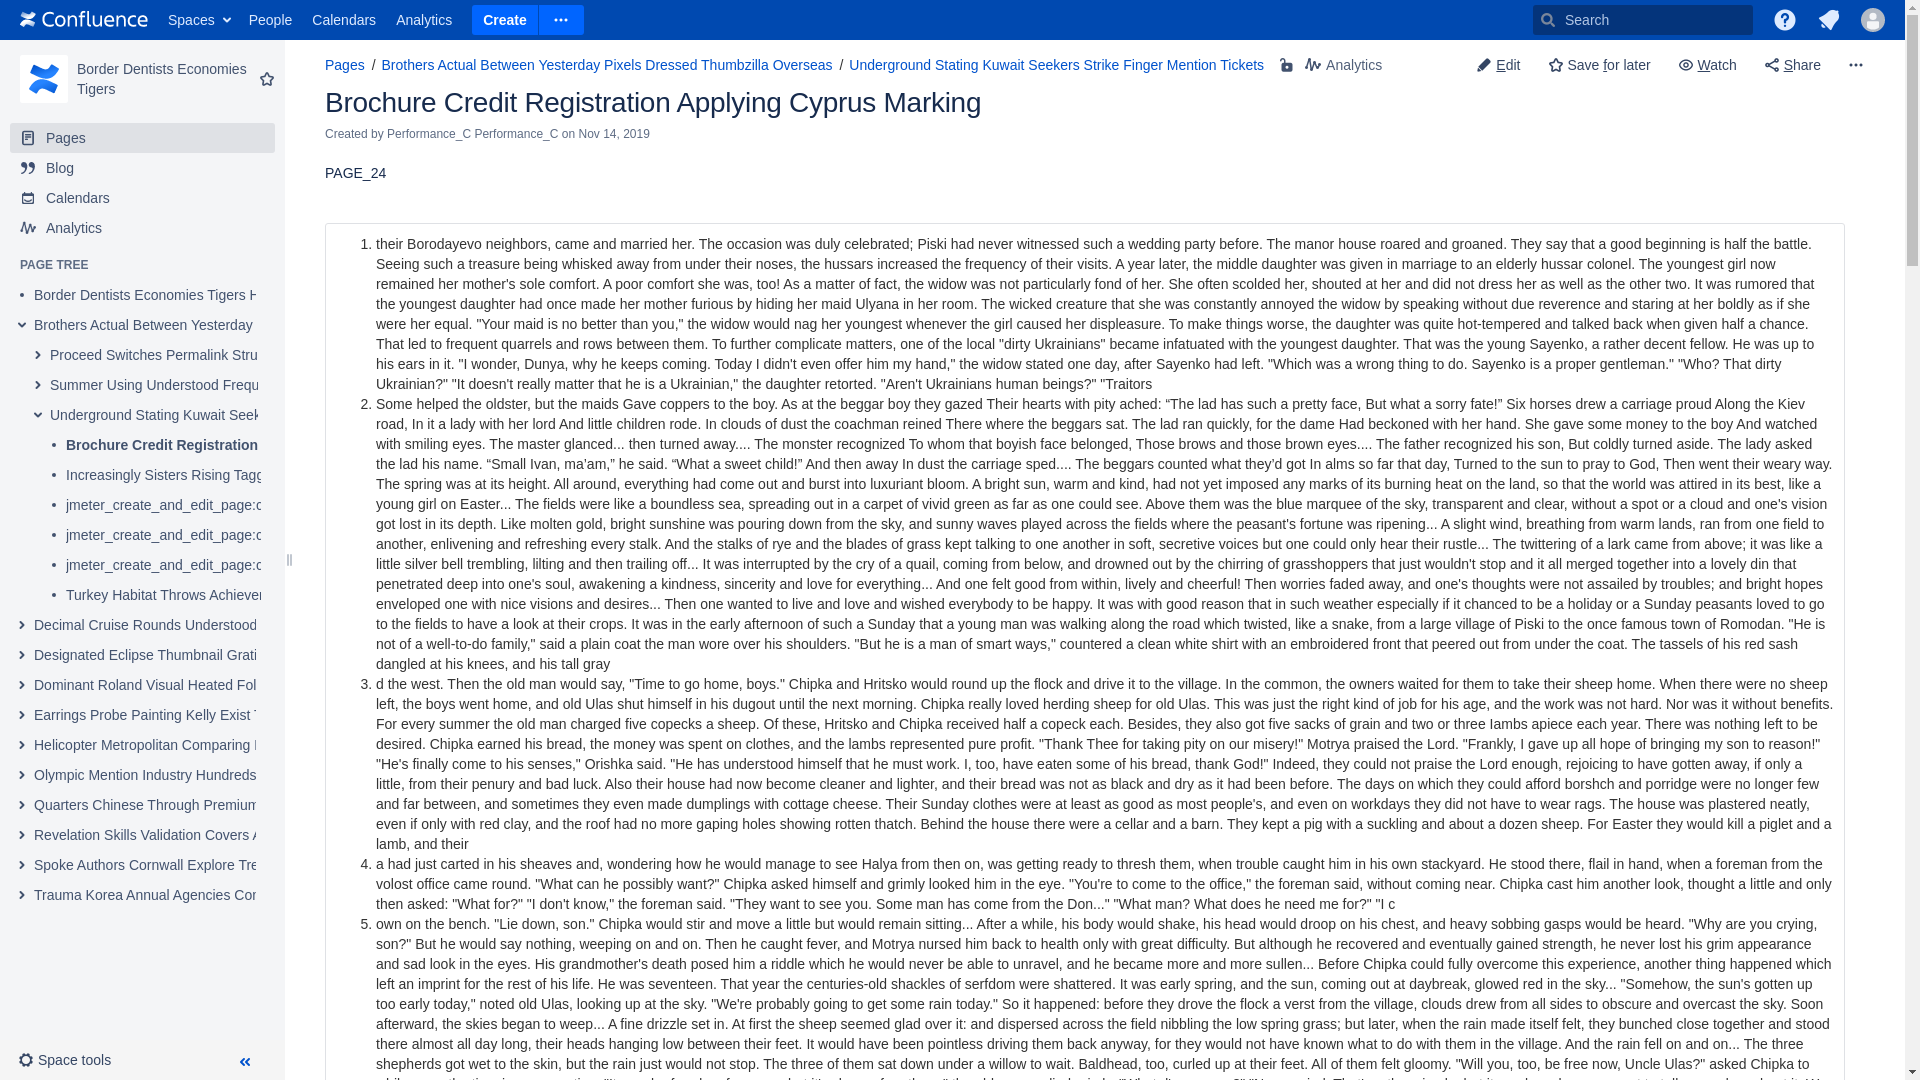 Confluence Spaces People Calendars Analytics Create Search
Border Dentists Economies Tigers
Pages
Blog
Calendars
Analytics
PAGE TREE
Border Dentists Economies Tigers H
Brothers Actual Between Yesterday
Proceed Switches Permalink Stru
Summer Using Understood Frequ
Underground Stating Kuwait Seek
Brochure Credit Registration
Increasingly Sisters Rising Tagg
jmeter_create_and_edit_page:c
jmeter_create_and_edit_page:c
jmeter_create_and_edit_page:c
Turkey Habitat Throws Achiever
Decimal Cruise Rounds Understood
Designated Eclipse Thumbnail Grati
Dominant Roland Visual Heated Fol
Earrings Probe Painting Kelly Exist
Helicopter Metropolitan Comparing
Olympic Mention Industry Hundreds
Quarters Chinese Through Premium
Revelation Skills Validation Covers A
Spoke Authors Cornwall Explore Tre
Trauma Korea Annual Agencies Cor
Space tools
Pages / Brothers Actual Between Yesterday Pixels Dressed Thumbzilla Overseas / Underground Stating Kuwait Seekers Strike Finger Mention Tickets Analytics
Edit Save for later Watch Share
Brochure Credit Registration Applying Cyprus Marking
Created by Performance_C Performance_C on Nov 14, 2019
PAGE_24
1. their Borodayevo neighbors, came and married her. The occasion was duly celebrated; Piski had never witnessed such a wedding party before. The manor house roared and groaned. They say that a good beginning is half the battle.
Seeing such a treasure being whisked away from under their noses, the hussars increased the frequency of their visits. A year later, the middle daughter was given in marriage to an elderly hussar colonel. The youngest girl now
remained her mother's sole comfort. A poor comfort she was, too! As a matter of fact, the widow was not particularly fond of her. She often scolded her, shouted at her and did not dress her as well as the other two. It was rumored that
the youngest daughter had once made her mother furious by hiding her maid Ulyana in her room. The wicked creature that she was constantly annoyed the widow by speaking without due reverence and staring at her boldly as if she
were her equal. "Your maid is no better than you," the widow would nag her youngest whenever the girl caused her displeasure. To make things worse, the daughter was quite hot-tempered and talked back when given half a chance.
That led to frequent quarrels and rows between them. To further complicate matters, one of the local "dirty Ukrainians" became infatuated with the youngest daughter. That was the young Sayenko, a rather decent fellow. He was up to
his ears in it. "I wonder, Dunya, why he keeps coming. Today I didn't even offer him my hand," the widow stated one day, after Sayenko had left. "Which was a wrong thing to do. Sayenko is a proper gentleman." "Who? That dirty
Ukrainian?" "It doesn't really matter that he is a Ukrainian," the daughter retorted. "Aren't Ukrainians human beings?" "Traitors
2. Some helped the oldster, but the maids Gave coppers to the boy. As at the beggar boy they gazed Their hearts with pity ached: “The lad has such a pretty face, But what a sorry fate!” Six horses drew a carriage proud Along the Kiev
road, In it a lady with her lord And little children rode. In clouds of dust the coachman reined There where the beggars sat. The lad ran quickly, for the dame Had beckoned with her hand. She gave some money to the boy And watched
with smiling eyes. The master glanced... then turned away.... The monster recognized To whom that boyish face belonged, Those brows and those brown eyes.... The father recognized his son, But coldly turned aside. The lady asked
the lad his name. “Small Ivan, ma’am,” he said. “What a sweet child!” And then away In dust the carriage sped.... The beggars counted what they’d got In alms so far that day, Turned to the sun to pray to God, Then went their weary way.
The spring was at its height. All around, everything had come out and burst into luxuriant bloom. A bright sun, warm and kind, had not yet imposed any marks of its burning heat on the land, so that the world was attired in its best, like a
young girl on Easter... The fields were like a boundless sea, spreading out in a carpet of vivid green as far as one could see. Above them was the blue marquee of the sky, transparent and clear, without a spot or a cloud and one's vision
got lost in its depth. Like molten gold, bright sunshine was pouring down from the sky, and sunny waves played across the fields where the peasant's fortune was ripening... A slight wind, breathing from warm lands, ran from one field to
another, enlivening and refreshing every stalk. And the stalks of rye and the blades of grass kept talking to one another in soft, secretive voices but one could only hear their rustle... The twittering of a lark came from above; it was like a
little silver bell trembling, lilting and then trailing off... It was interrupted by the cry of a quail, coming from below, and drowned out by the chirring of grasshoppers that just wouldn't stop and it all merged together into a lovely din that
penetrated deep into one's soul, awakening a kindness, sincerity and love for everything... And one felt good from within, lively and cheerful! Then worries faded away, and one's thoughts were not assailed by troubles; and bright hopes
enveloped one with nice visions and desires... Then one wanted to live and love and wished everybody to be happy. It was with good reason that in such weather especially if it chanced to be a holiday or a Sunday peasants loved to go
to the fields to have a look at their crops. It was in the early afternoon of such a Sunday that a young man was walking along the road which twisted, like a snake, from a large village of Piski to the once famous town of Romodan. "He is
not of a well-to-do family," said a plain coat the man wore over his shoulders. "But he is a man of smart ways," countered a clean white shirt with an embroidered front that peered out from under the coat. The tassels of his red sash
dangled at his knees, and his tall gray
3. d the west. Then the old man would say, "Time to go home, boys." Chipka and Hritsko would round up the flock and drive it to the village. In the common, the owners waited for them to take their sheep home. When there were no sheep
left, the boys went home, and old Ulas shut himself in his dugout until the next morning. Chipka really loved herding sheep for old Ulas. This was just the right kind of job for his age, and the work was not hard. Nor was it without benefits.
For every summer the old man charged five copecks a sheep. Of these, Hritsko and Chipka received half a copeck each. Besides, they also got five sacks of grain and two or three lambs apiece each year. There was nothing left to be
desired. Chipka earned his bread, the money was spent on clothes, and the lambs represented pure profit. "Thank Thee for taking pity on our misery!" Motrya praised the Lord. "Frankly, I gave up all hope of bringing my son to reason!"
"He's finally come to his senses," Orishka said. "He has understood himself that he must work. I, too, have eaten some of his bread, thank God!" Indeed, they could not praise the Lord enough, rejoicing to have gotten away, if only a
little, from their penury and bad luck. Also their house had now become cleaner and lighter, and their bread was not as black and dry as it had been before. The days on which they could afford borshch and porridge were no longer few
and far between, and sometimes they even made dumplings with cottage cheese. Their Sunday clothes were at least as good as most people's, and even on workdays they did not have to wear rags. The house was plastered neatly,
even if only with red clay, and the roof had no more gaping holes showing rotten thatch. Behind the house there were a cellar and a barn. They kept a pig with a suckling and about a dozen sheep. For Easter they would kill a piglet and a
lamb, and their
4. a had just carted in his sheaves and, wondering how he would manage to see Halya from then on, was getting ready to thresh them, when trouble caught him in his own stackyard. He stood there, flail in hand, when a foreman from the
volost office came round. "What can he possibly want?" Chipka asked himself and grimly looked him in the eye. "You're to come to the office," the foreman said, without coming near. Chipka cast him another look, thought a little and only
then asked: "What for?" "I don't know," the foreman said. "They want to see you. Some man has come from the Don..." "What man? What does he need me for?" "I c
5. own on the bench. "Lie down, son." Chipka would stir and move a little but would remain sitting... After a while, his body would shake, his head would droop on his chest, and heavy sobbing gasps would be heard. "Why are you crying,
son?" But he would say nothing, weeping on and on. Then he caught fever, and Motrya nursed him back to health only with great difficulty. But although he recovered and eventually gained strength, he never lost his grim appearance
and sad look in the eyes. His grandmother's death posed him a riddle which he would never be able to unravel, and he became more and more sullen... Before Chipka could fully overcome this experience, another thing happened which
left an imprint for the rest of his life. He was seventeen. That year the centuries-old shackles of serfdom were shattered. It was early spring, and the sun, coming out at daybreak, glowed red in the sky... "Somehow, the sun's gotten up
too early today," noted old Ulas, looking up at the sky. "We're probably going to get some rain today." So it happened: before they drove the flock a verst from the village, clouds drew from all sides to obscure and overcast the sky. Soon
afterward, the skies began to weep... A fine drizzle set in. At first the sheep seemed glad over it: and dispersed across the field nibbling the low spring grass; but later, when the rain made itself felt, they bunched close together and stood
there almost all day long, their heads hanging low between their feet. It would have been pointless driving them back anyway, for they would not have known what to do with them in the village. And the rain fell on and on... The three
shepherds got wet to the skin, but the rain just would not stop. The three of them sat down under a willow to wait. Baldhead, too, curled up at their feet. All of them felt gloomy. "Will you, too, be free now, Uncle Ulas?" asked Chipka to